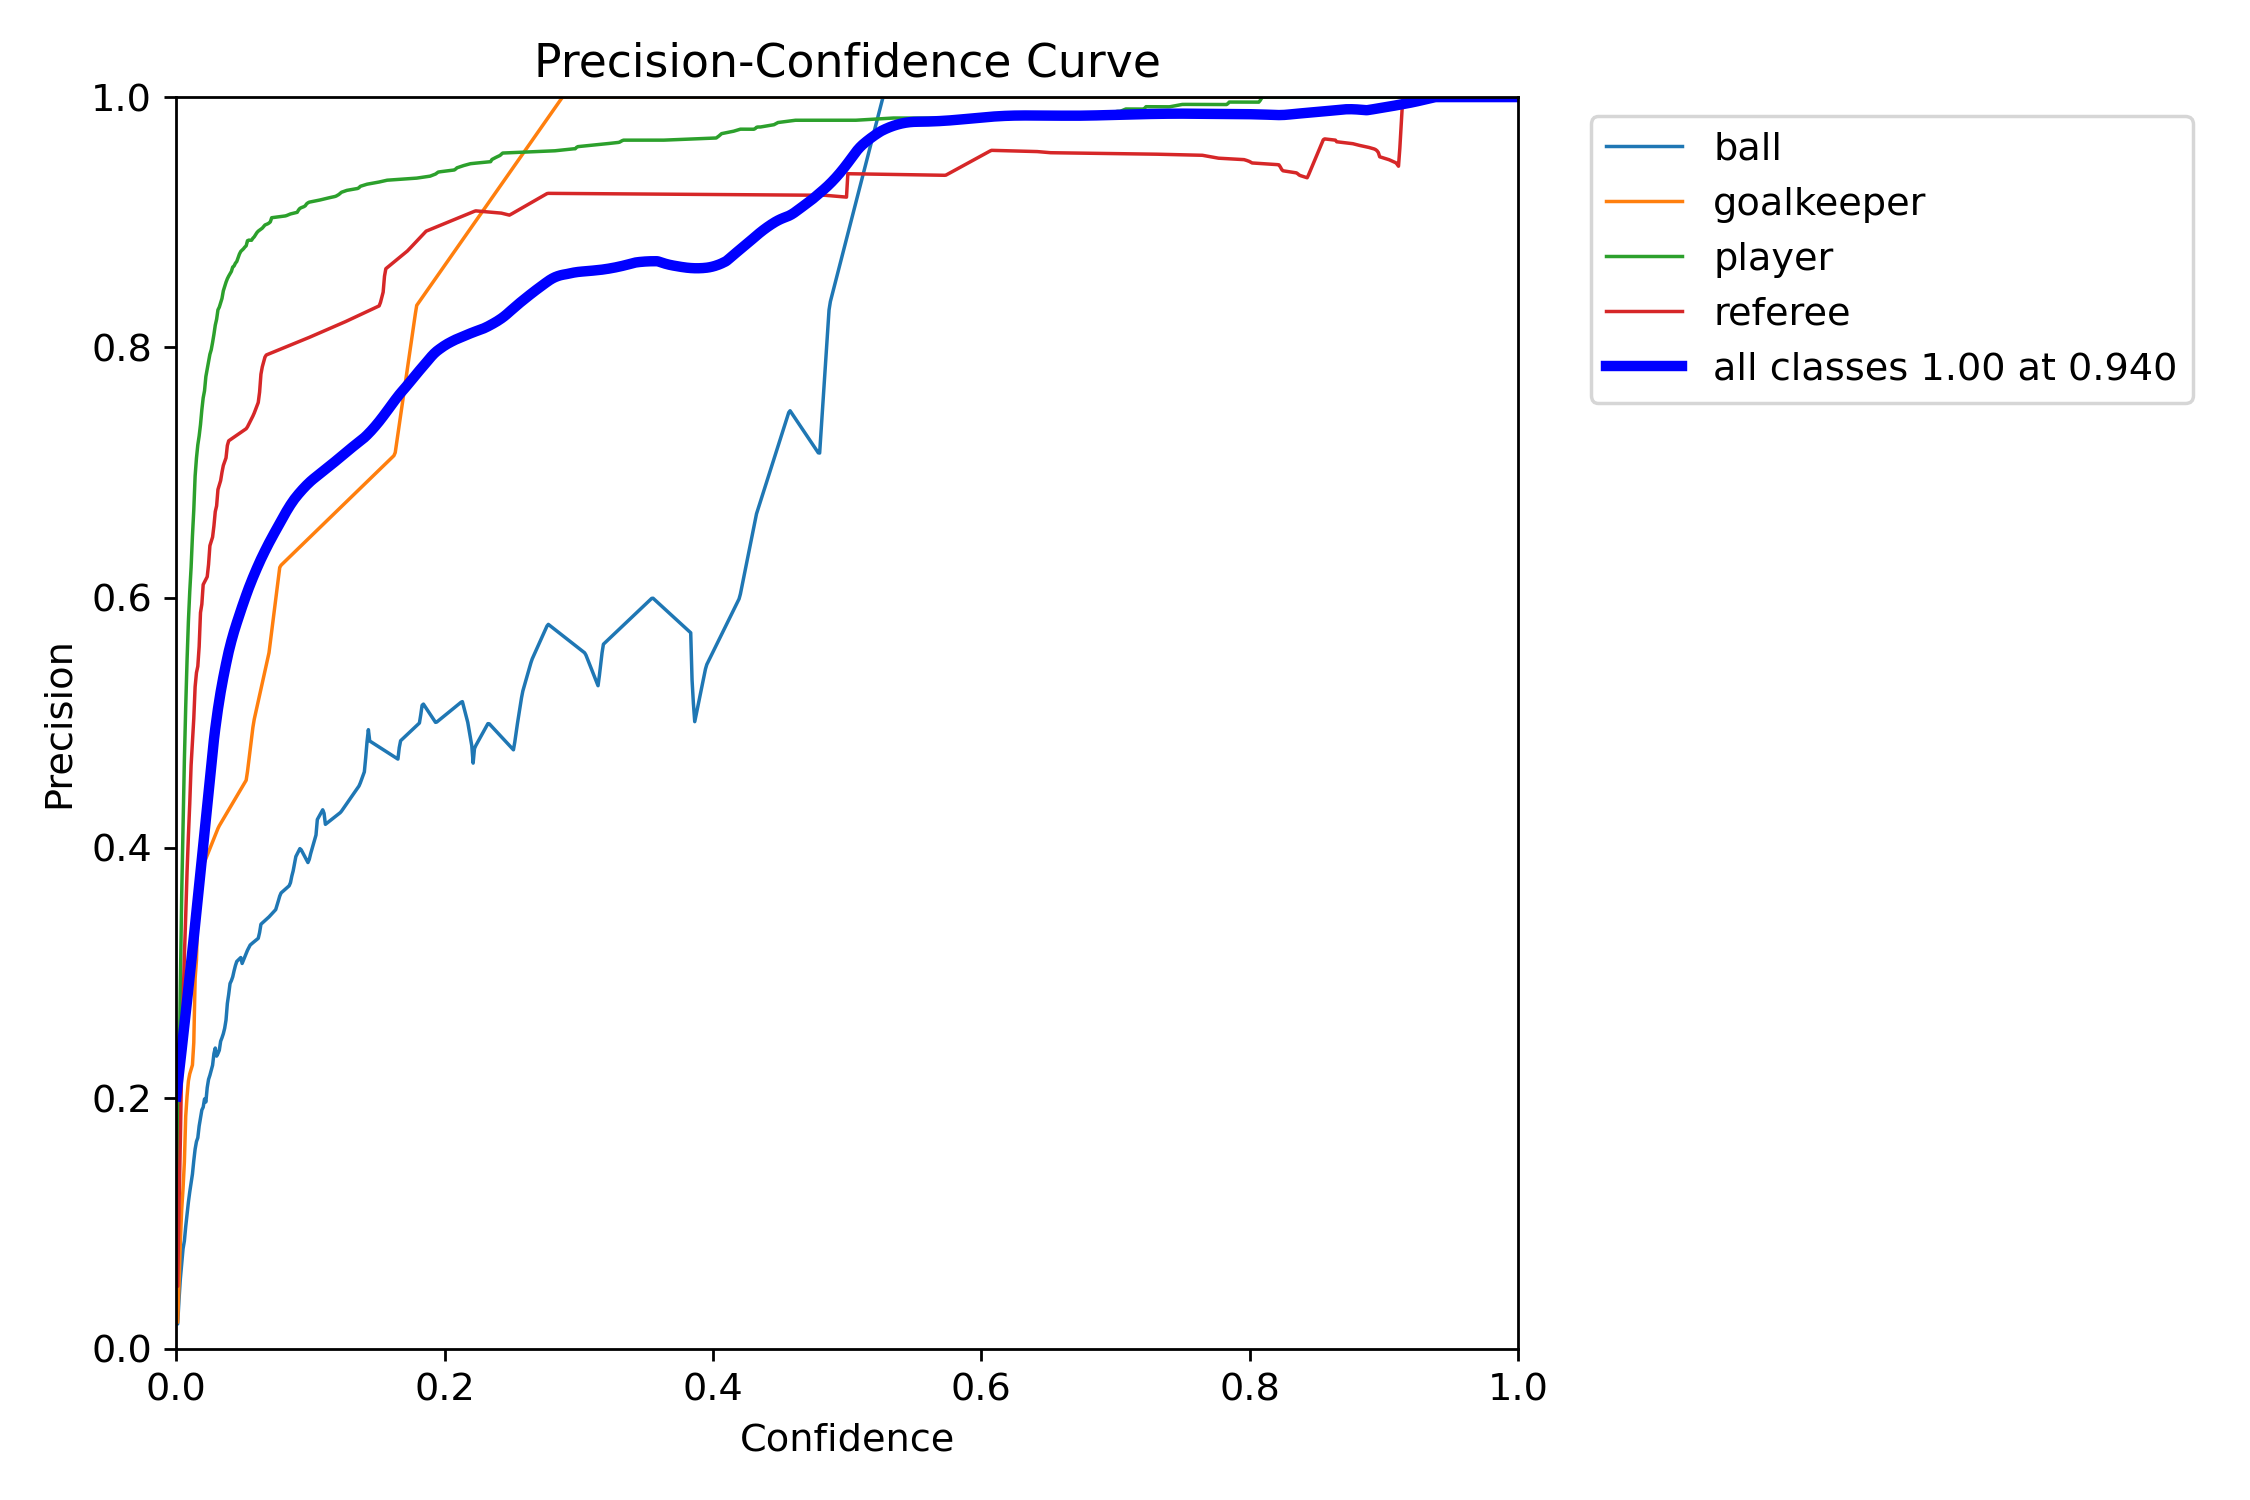 Precision-Confidence Curve
1.0
0.8
0.6
0.4
0.2
0.0
Precision
0.0 0.2 0.4 0.6 0.8 1.0
Confidence
ball
goalkeeper
player
referee
all classes 1.00 at 0.940